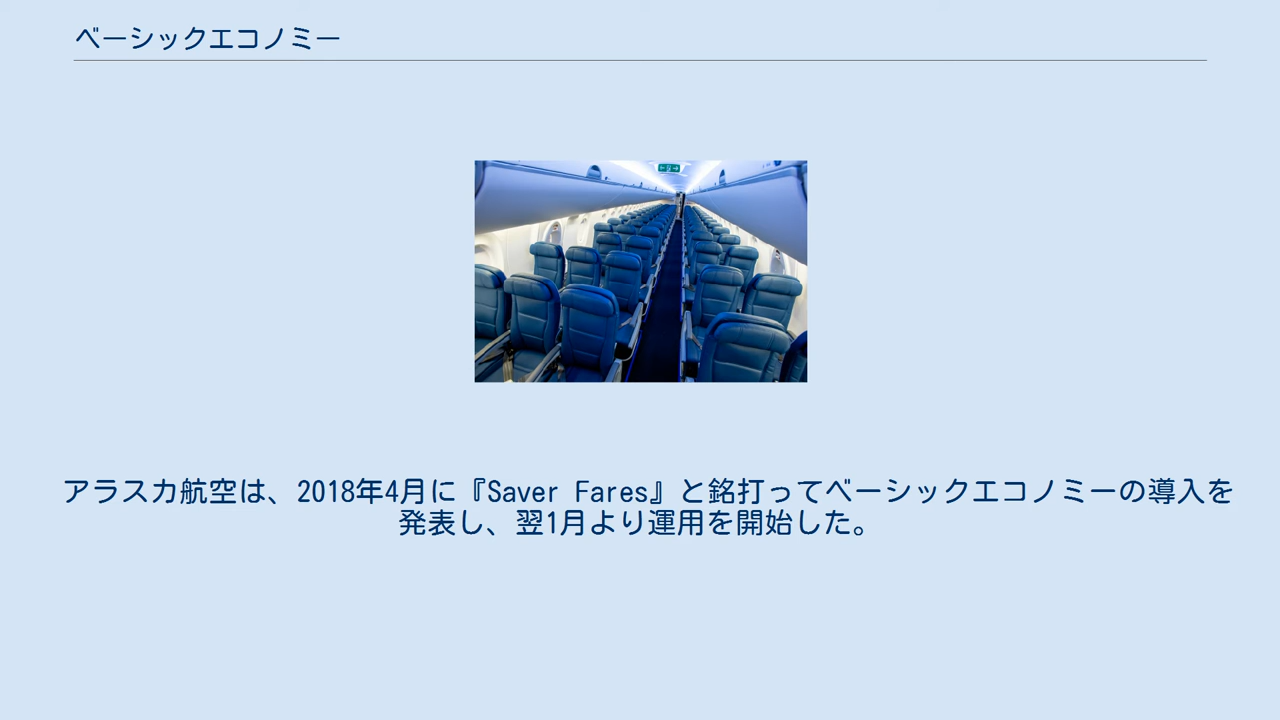 ベーシックエコノミー
アラスカ航空は、2018年4月に『Saver Fares』と銘打ってベーシックエコノミーの導入を
発表し、翌1月より運用を開始した。